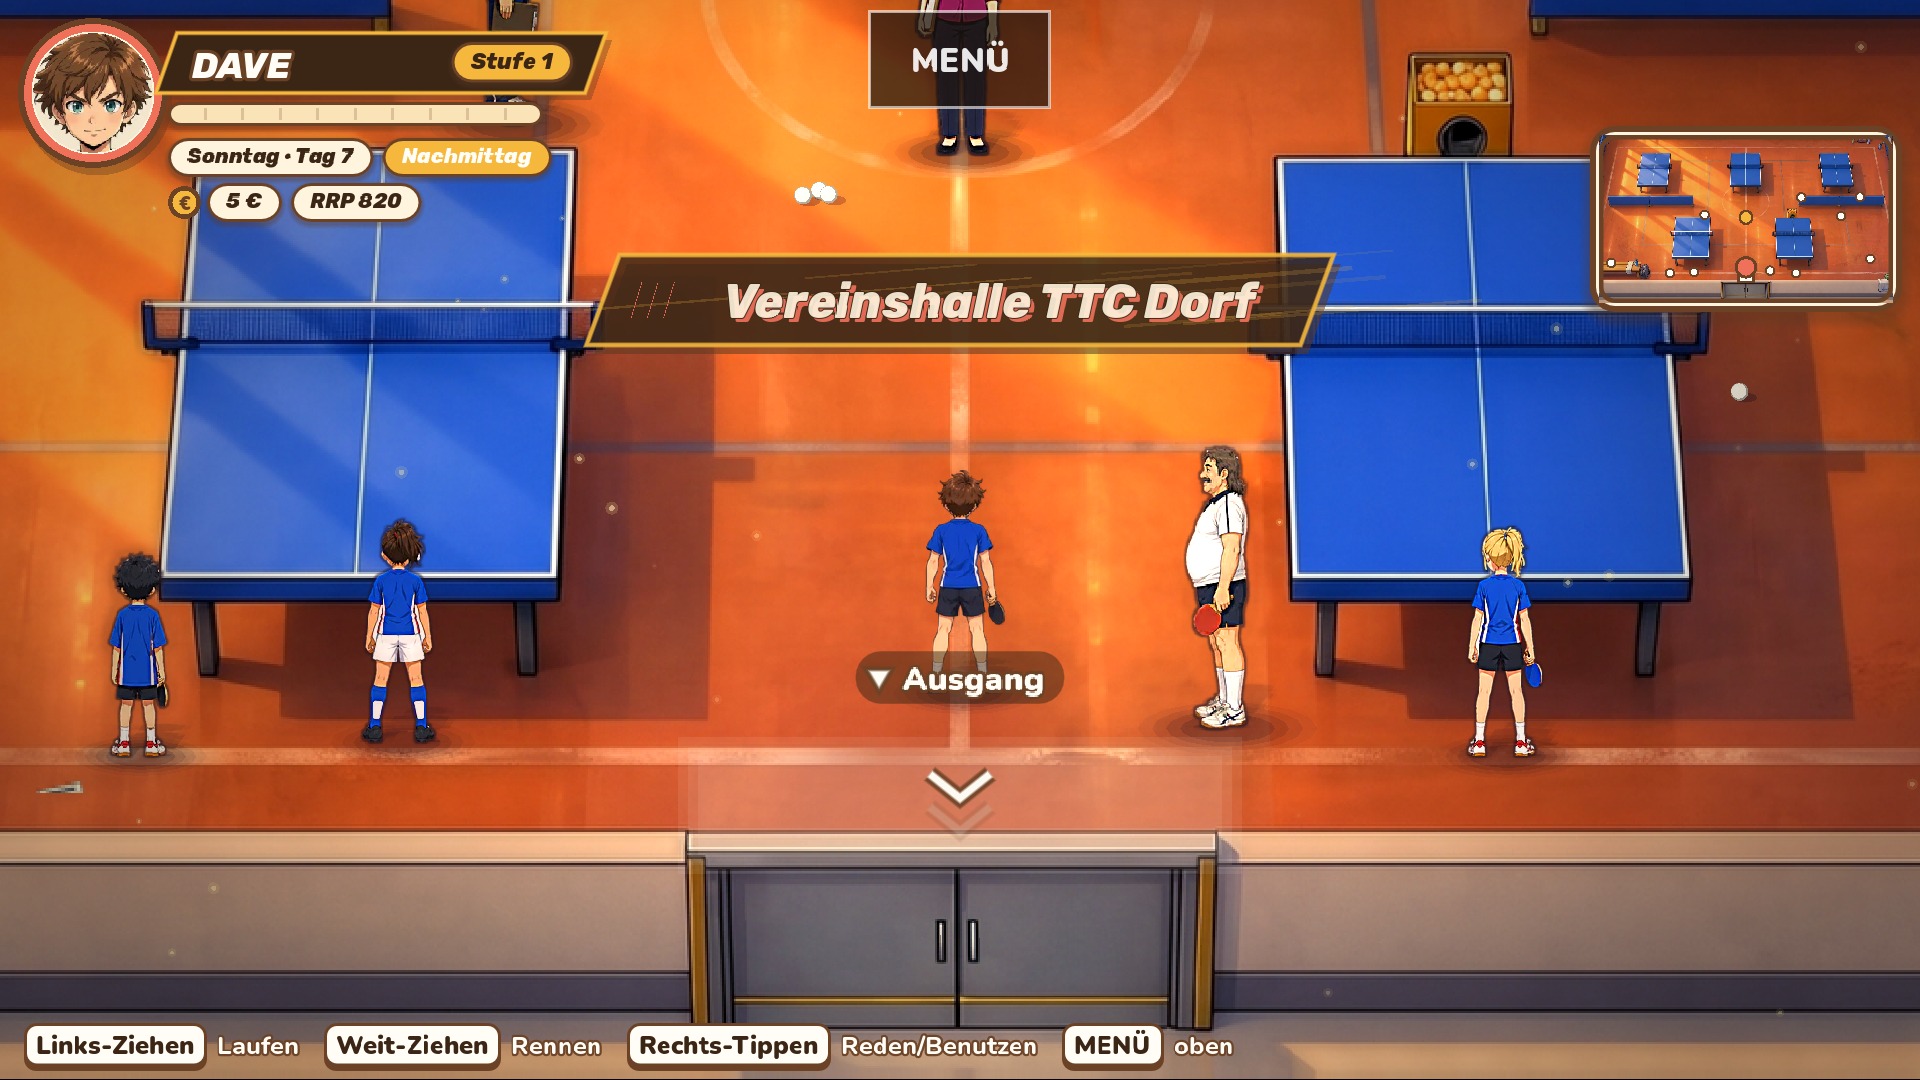 DAVE
Stufe 1
MENÜ
Sonntag · Tag 7
Nachmittag
€
5 €
RRP 820
Vereinshalle TTC Dorf
▼ Ausgang
Links-Ziehen Laufen Weit-Ziehen Rennen Rechts-Tippen Reden/Benutzen MENÜ oben